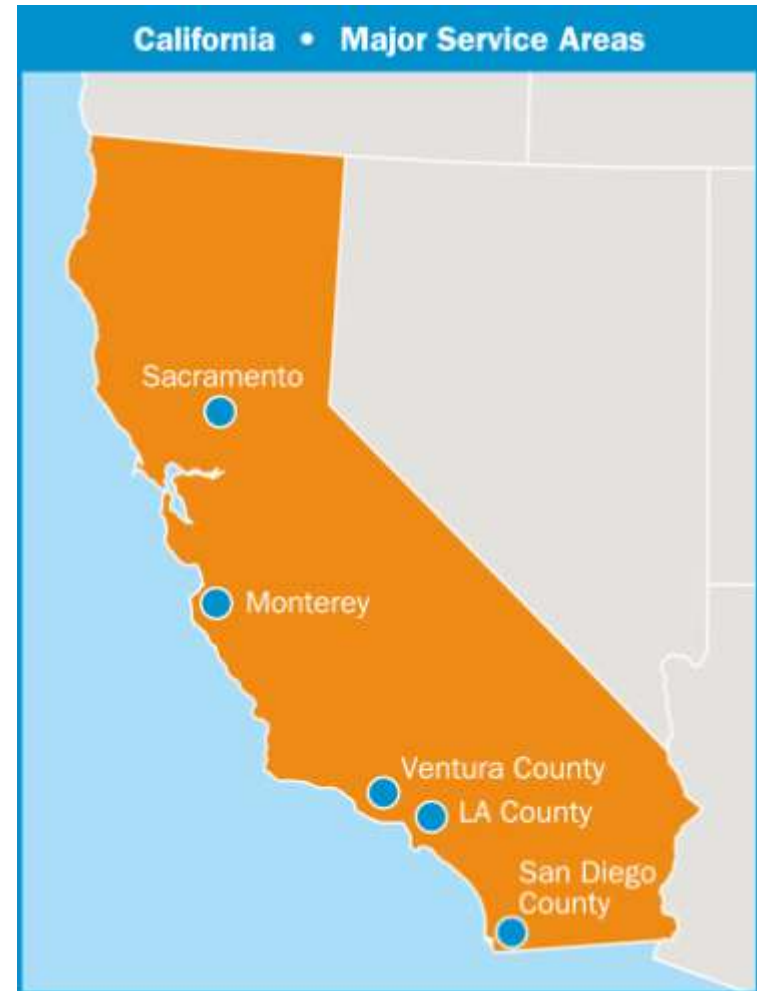 California • Major Service Areas
Sacramento
Monterey
Ventura County
LA County
San Diego
County